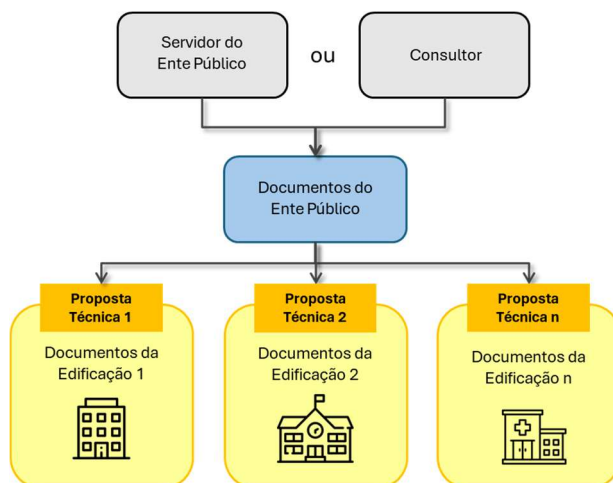 Servidor do
Ente Público
ou
Consultor
Documentos do
Ente Público
Proposta
Técnica 1
Proposta
Técnica 2
Proposta
Técnica n
Documentos da
Edificação 1
Documentos da
Edificação 2
Documentos da
Edificação n